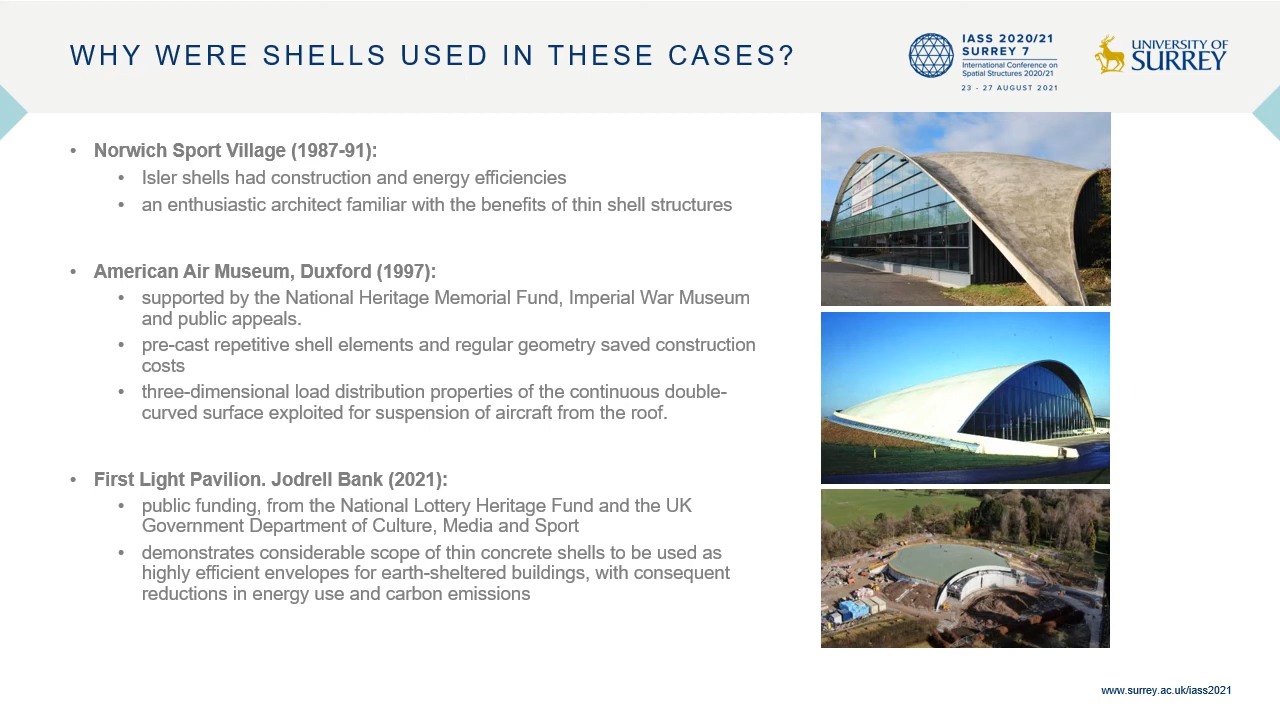 WHY WERE SHELLS USED IN THESE CASES?
IASS 2020/21
SURREY 7
International Conference on
Spatial Structures 2020/21
23 - 27 AUGUST 2021
UNIVERSITY OF
SURREY
• Norwich Sport Village (1987-91):
• Isler shells had construction and energy efficiencies
• an enthusiastic architect familiar with the benefits of thin shell structures
• American Air Museum, Duxford (1997):
• supported by the National Heritage Memorial Fund, Imperial War Museum
and public appeals.
• pre-cast repetitive shell elements and regular geometry saved construction
costs
• three-dimensional load distribution properties of the continuous double-
curved surface exploited for suspension of aircraft from the roof.
• First Light Pavilion. Jodrell Bank (2021):
• public funding, from the National Lottery Heritage Fund and the UK
Government Department of Culture, Media and Sport
• demonstrates considerable scope of thin concrete shells to be used as
highly efficient envelopes for earth-sheltered buildings, with consequent
reductions in energy use and carbon emissions
www.surrey.ac.uk/iass2021